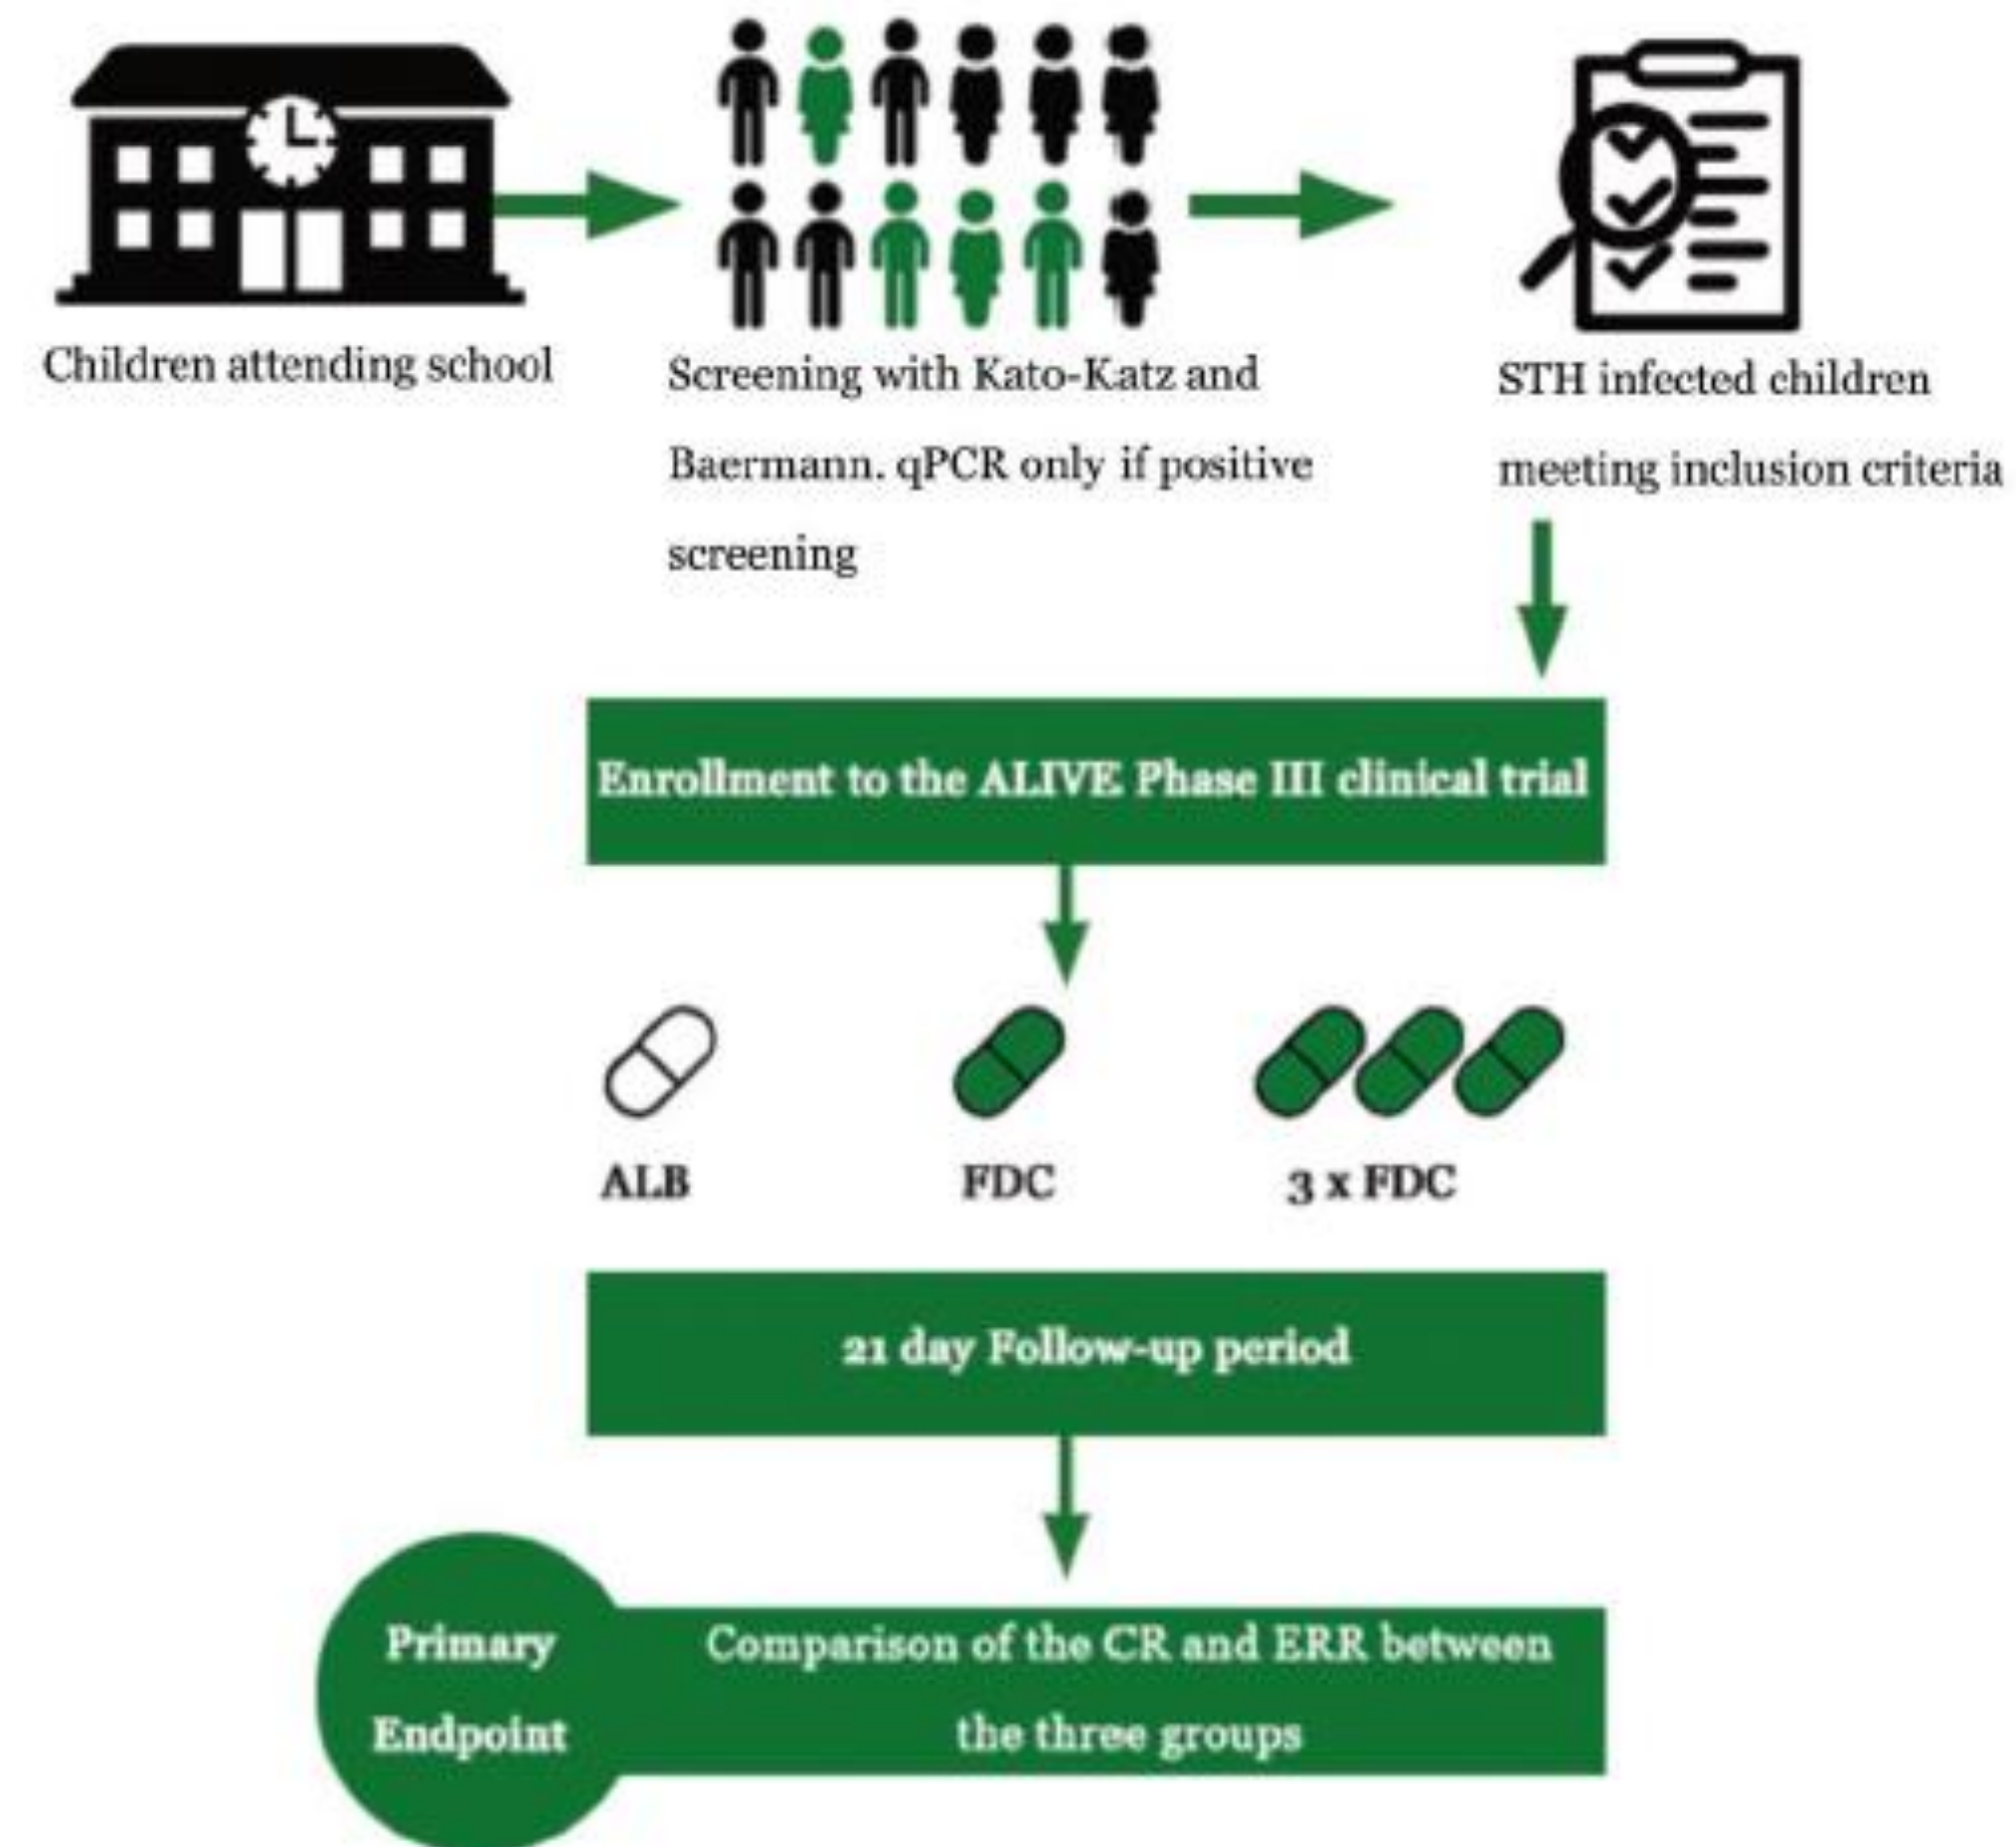 Children attending school
Screening with Kato-Katz and
Baermann. qPCR only if positive
screening
STH infected children
meeting inclusion criteria
Enrollment to the ALIVE Phase III clinical trial
ALB
FDC
3 x FDC
21 day Follow-up period
Primary
Endpoint
Comparison of the CR and ERR between
the three groups